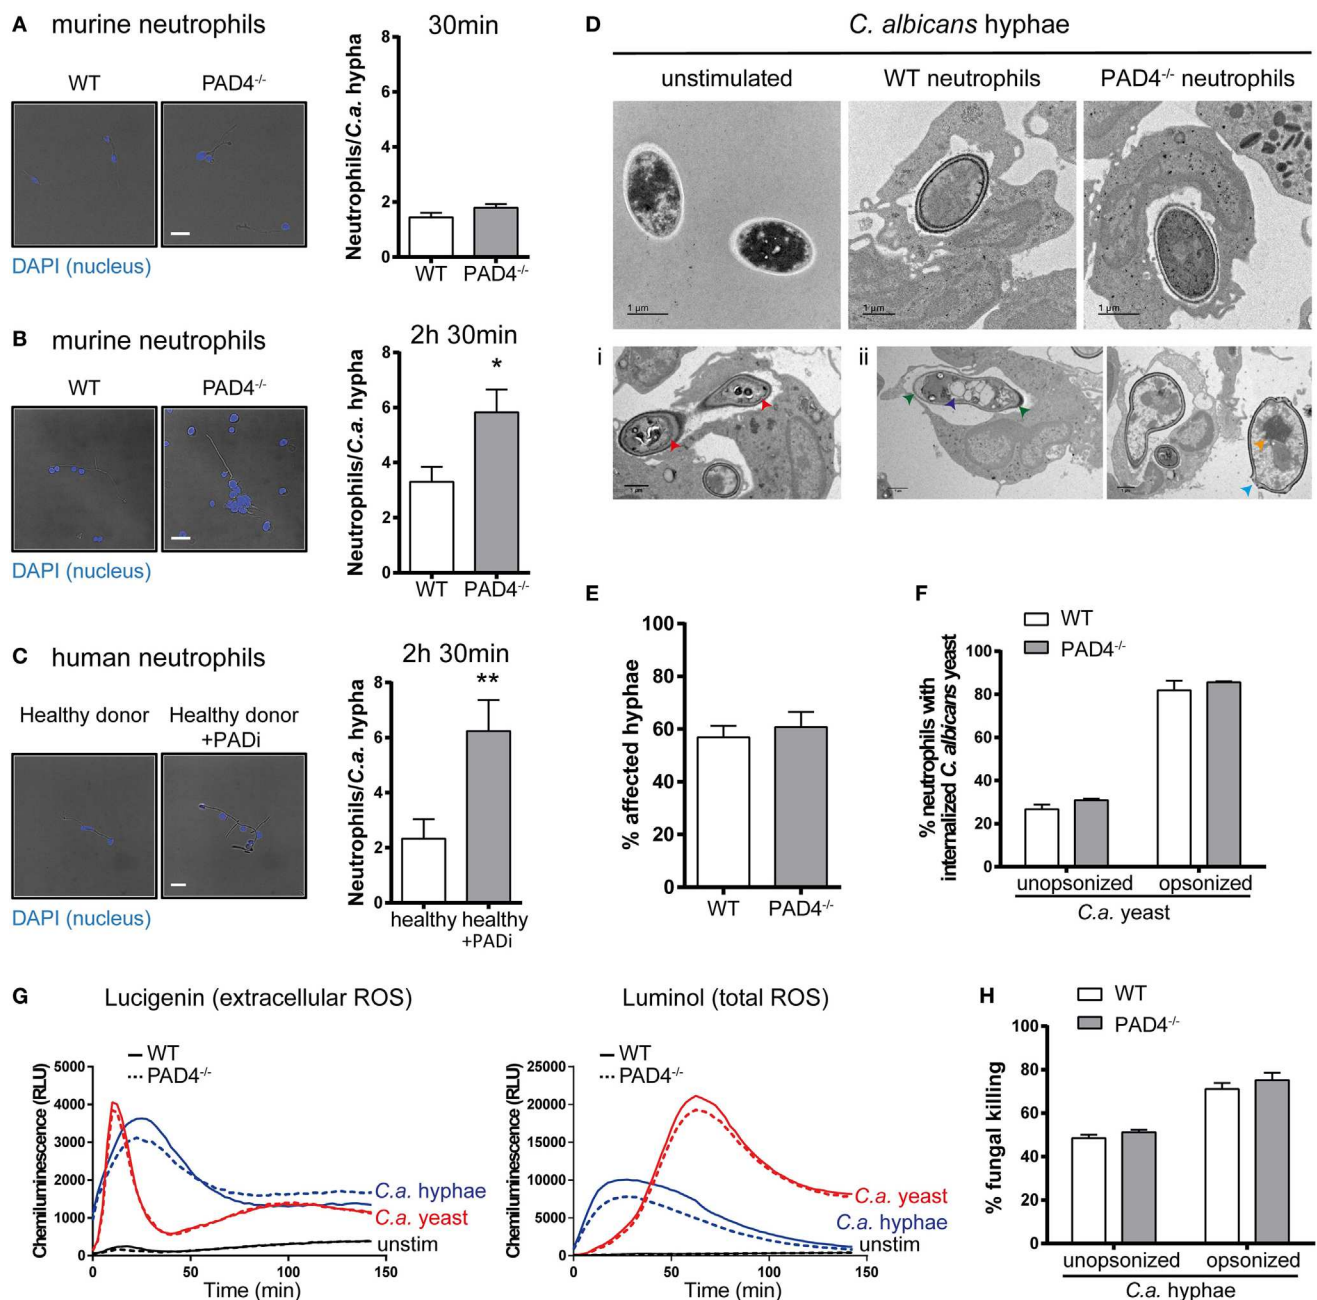 A murine neutrophils
WT PAD4-/-
DAPI (nucleus)
30min
Neutrophils/C.a. hypha
8
6
4
2
0
WT PAD4-/-
B murine neutrophils
WT PAD4-/-
DAPI (nucleus)
2h 30min
Neutrophils/C.a. hypha
8
6
4
2
0
*
WT PAD4-/-
C human neutrophils
Healthy donor
Healthy donor
+PADi
DAPI (nucleus)
2h 30min
Neutrophils/C.a. hypha
8
6
4
2
0
**
healthy healthy
+PADi
D C. albicans hyphae
unstimulated WT neutrophils PAD4-/- neutrophils
1 µm 1 µm 1 µm
i ii
1 µm 1 µm 1 µm
E
% affected hyphae
100
80
60
40
20
0
WT PAD4-/-
F
WT
PAD4-/-
% neutrophils with
internalized C. albicans yeast
100
80
60
40
20
0
unopsonized opsonized
C.a. yeast
G Lucigenin (extracellular ROS)
WT
PAD4-/-
Chemiluminescence (RLU)
5000
4000
3000
2000
1000
0
C.a. hyphae
C.a. yeast
unstim
0 50 100 150
Time (min)
Luminol (total ROS)
WT
PAD4-/-
Chemiluminescence (RLU)
25000
20000
15000
10000
5000
0
C.a. yeast
C.a. hyphae
unstim
0 50 100 150
Time (min)
H
WT
PAD4-/-
% fungal killing
100
80
60
40
20
0
unopsonized opsonized
C.a. hyphae